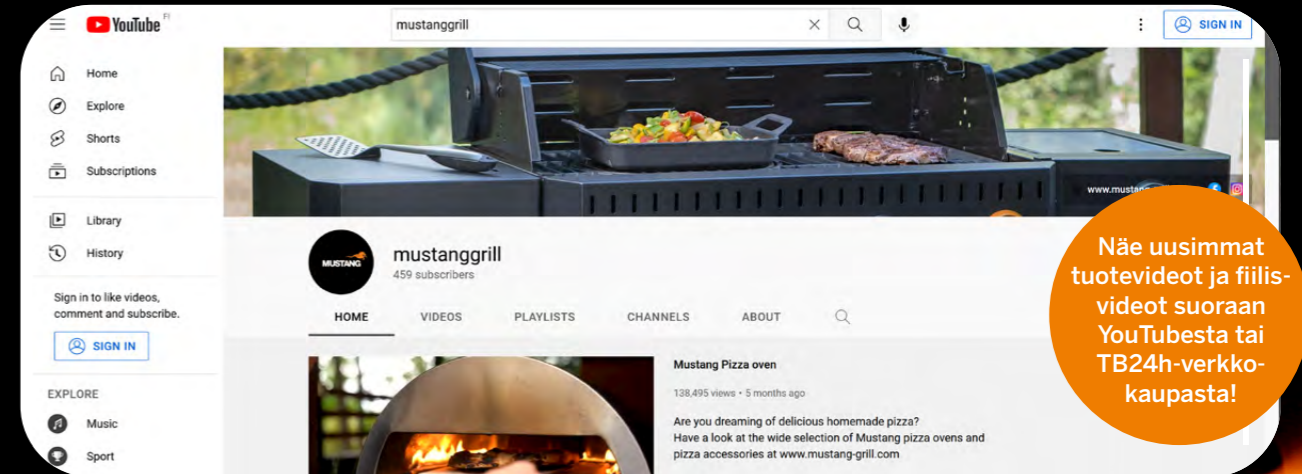 YouTube FI
mustanggrill
SIGN IN
Home
Explore
Shorts
Subscriptions
Library
History
Sign in to like videos,
comment and subscribe.
SIGN IN
EXPLORE
Music
Sport
MUSTANG
mustanggrill
459 subscribers
HOME VIDEOS PLAYLISTS CHANNELS ABOUT
Mustang Pizza oven
138,495 views • 5 months ago
Are you dreaming of delicious homemade pizza?
Have a look at the wide selection of Mustang pizza ovens and
pizza accessories at www.mustang-grill.com
Näe uusimmat
tuotevideot ja fiilis-
videot suoraan
YouTubesta tai
TB24h-verkko-
kaupasta!